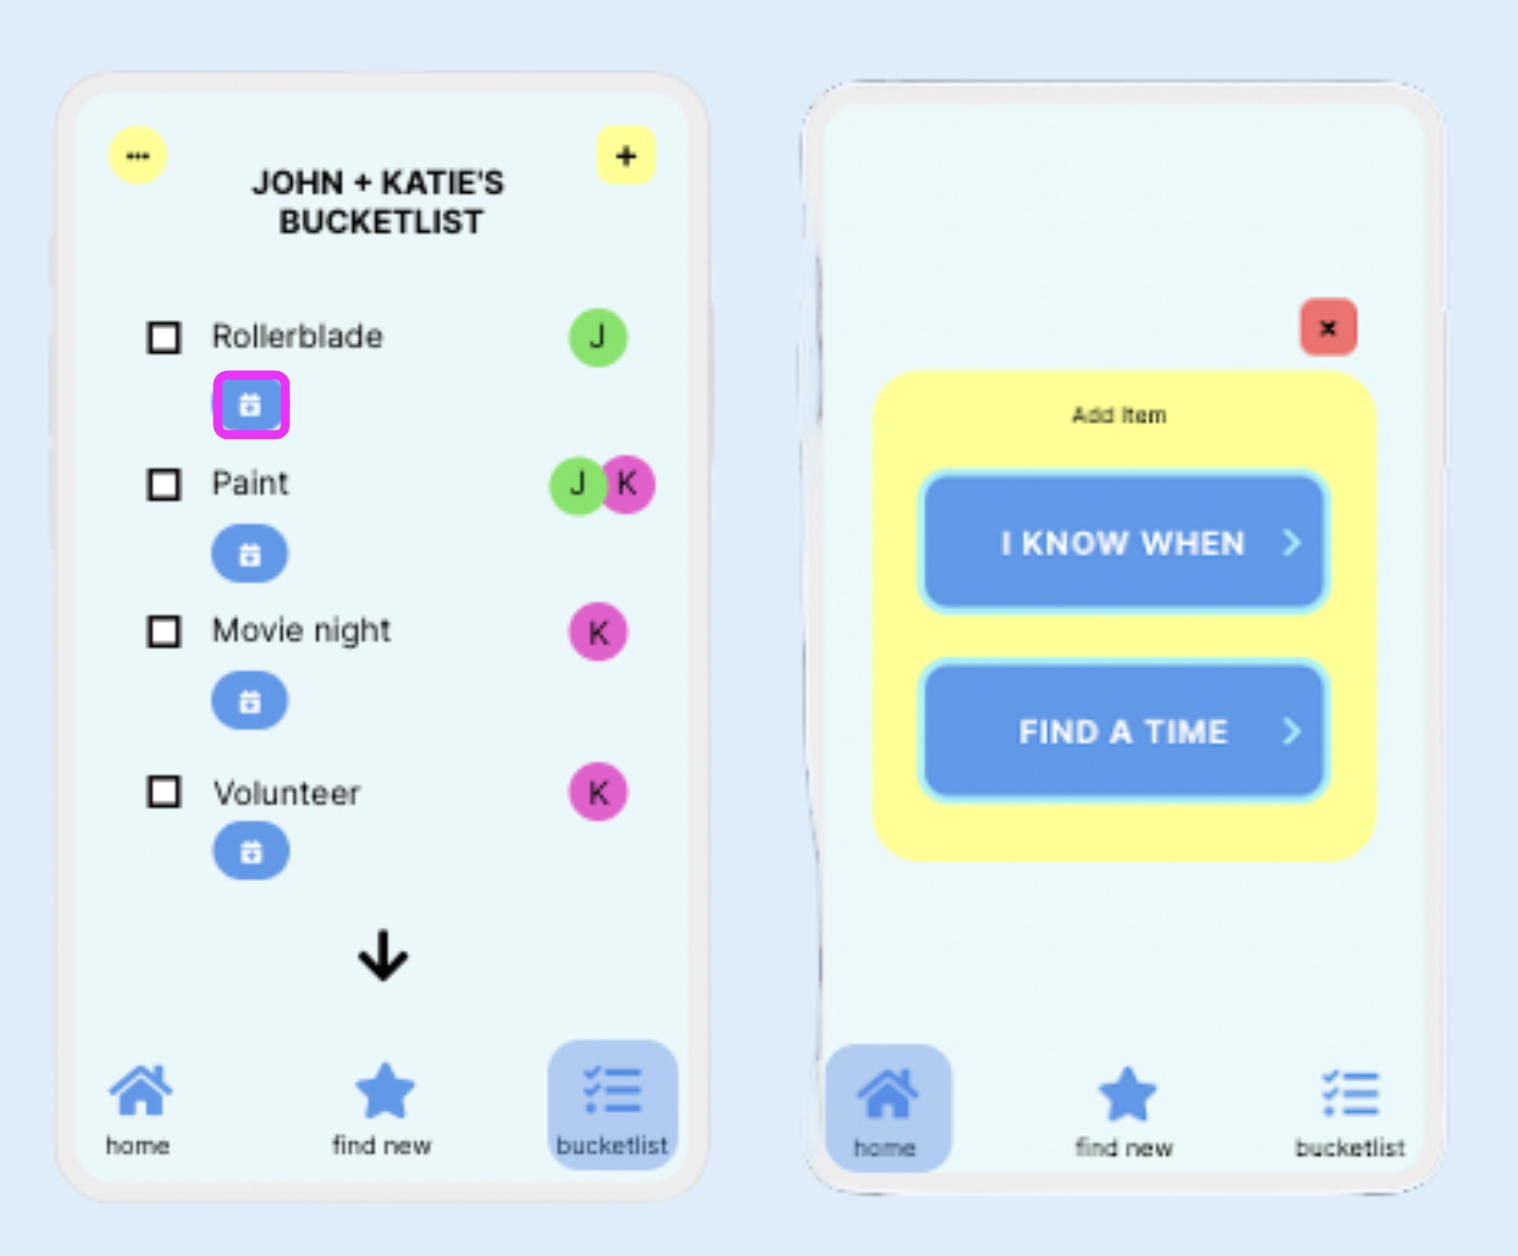 JOHN + KATIE'S
BUCKETLIST
Rollerblade
J
Paint
J K
Movie night
K
Volunteer
K
home
find new
bucketlist
Add Item
I KNOW WHEN
FIND A TIME
home
find new
bucketlist